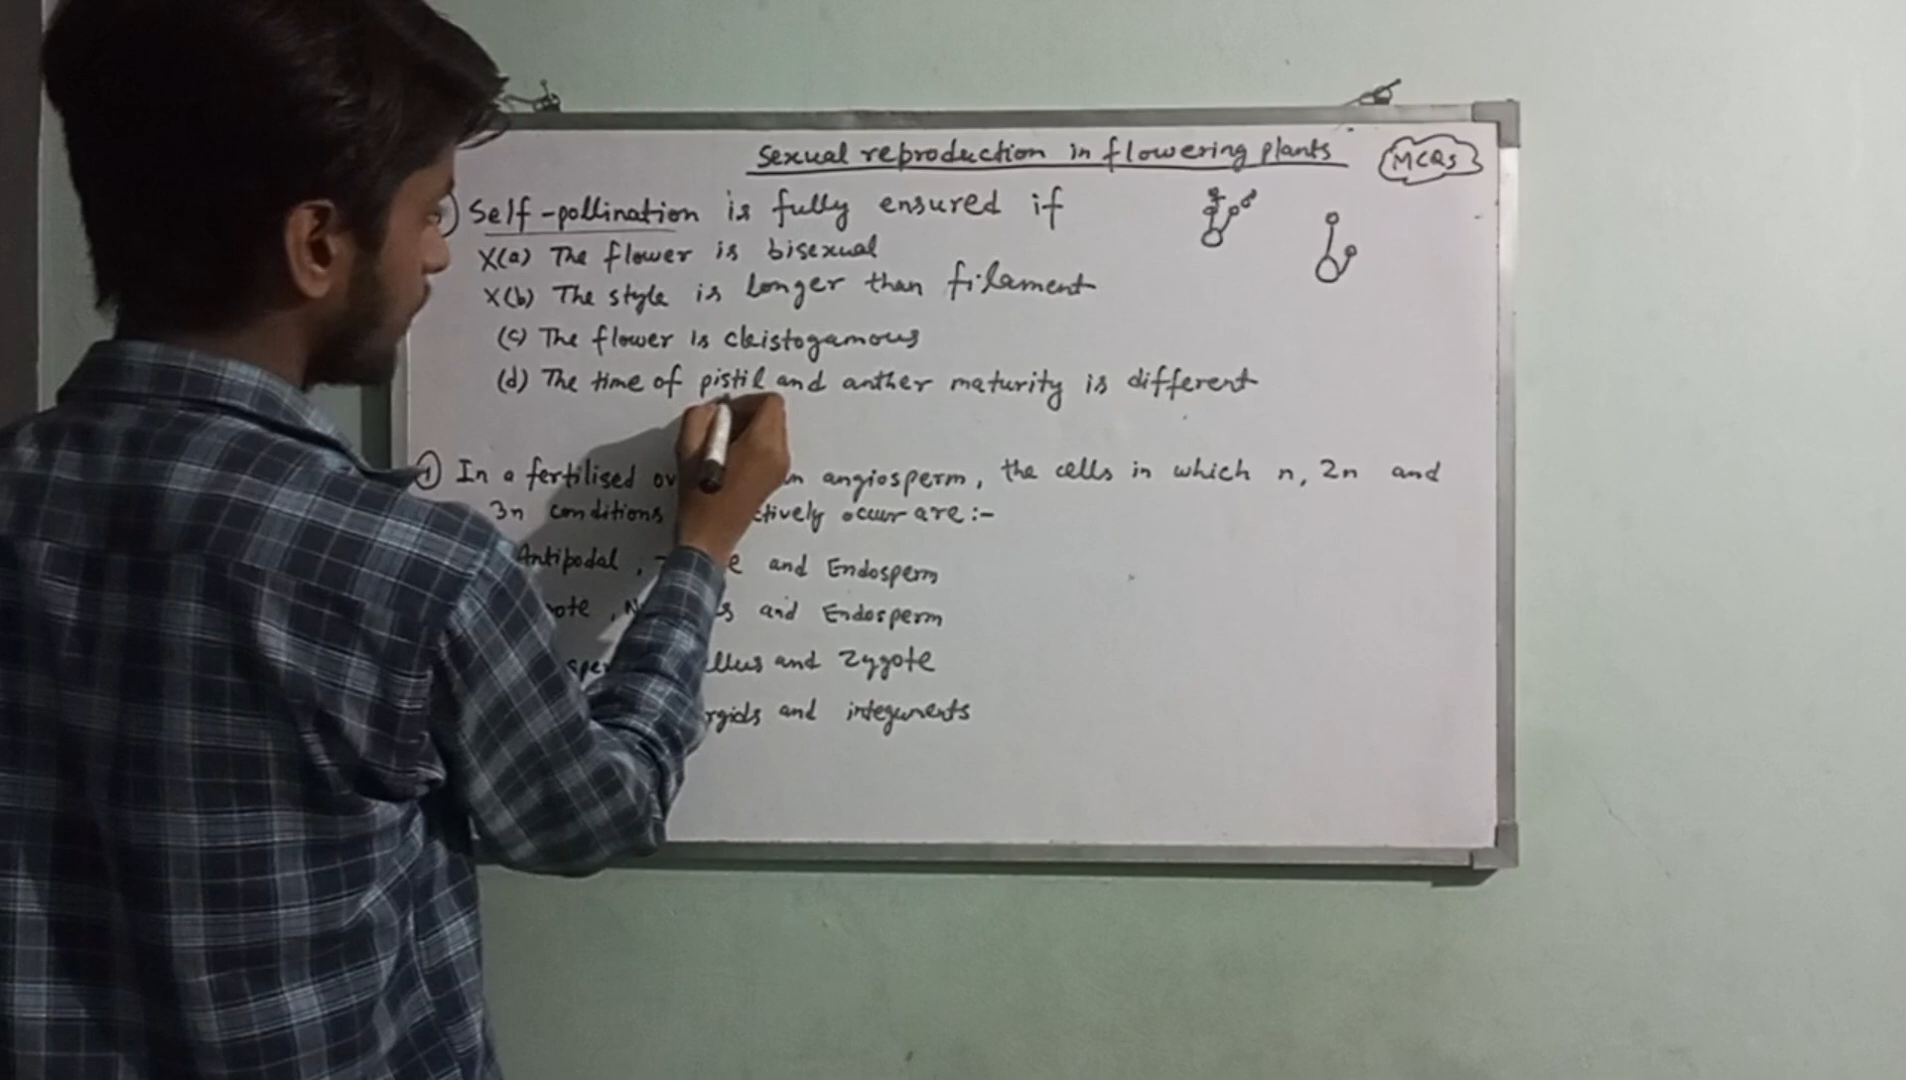 Sexual reproduction in flowering plants
MCQs
Self-pollination is fully ensured if
X(a) The flower is bisexual
X(b) The style is longer than filament
(c) The flower is cleistogamous
(d) The time of pistil and anther maturity is different
In a fertilised angiosperm, the cells in which n, 2n and
3n conditions occur are:-
Antipodal, and Endosperm
and Endosperm
and Zygote
and integuments